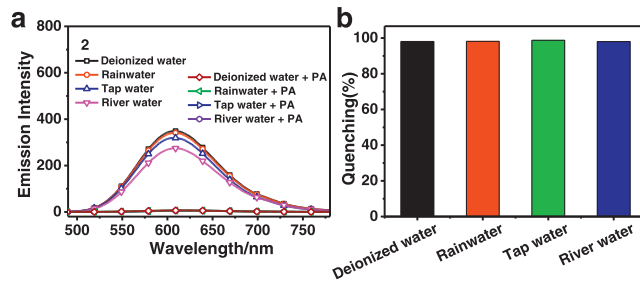 a
2
Deionized water
Rainwater
Tap water
River water
Deionized water + PA
Rainwater + PA
Tap water + PA
River water + PA
Emission Intensity
800
600
400
200
0
500 550 600 650 700 750
Wavelength/nm
b
Quenching(%)
100
80
60
40
20
0
Deionized water
Rainwater
Tap water
River water